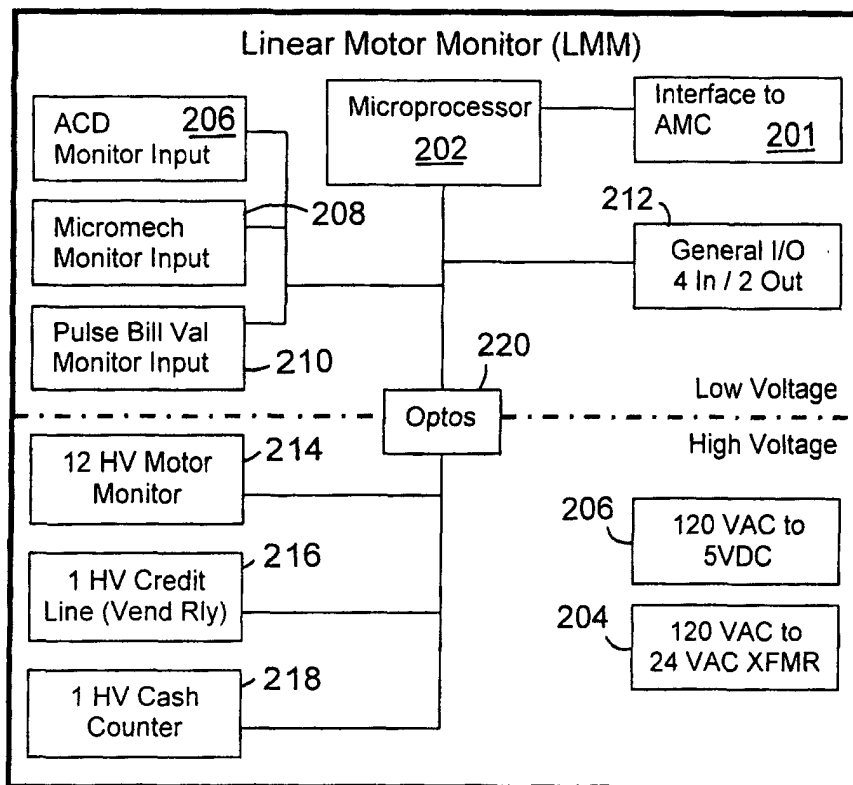 Linear Motor Monitor (LMM)
ACD 206
Monitor Input
Microprocessor
202
Interface to
AMC 201
Micromech
Monitor Input
208
212
General I/O
4 In / 2 Out
Pulse Bill Val
Monitor Input
210
220
Optos
Low Voltage
High Voltage
12 HV Motor
Monitor
214
206
120 VAC to
5VDC
1 HV Credit
Line (Vend Rly)
216
204
120 VAC to
24 VAC XFMR
1 HV Cash
Counter
218